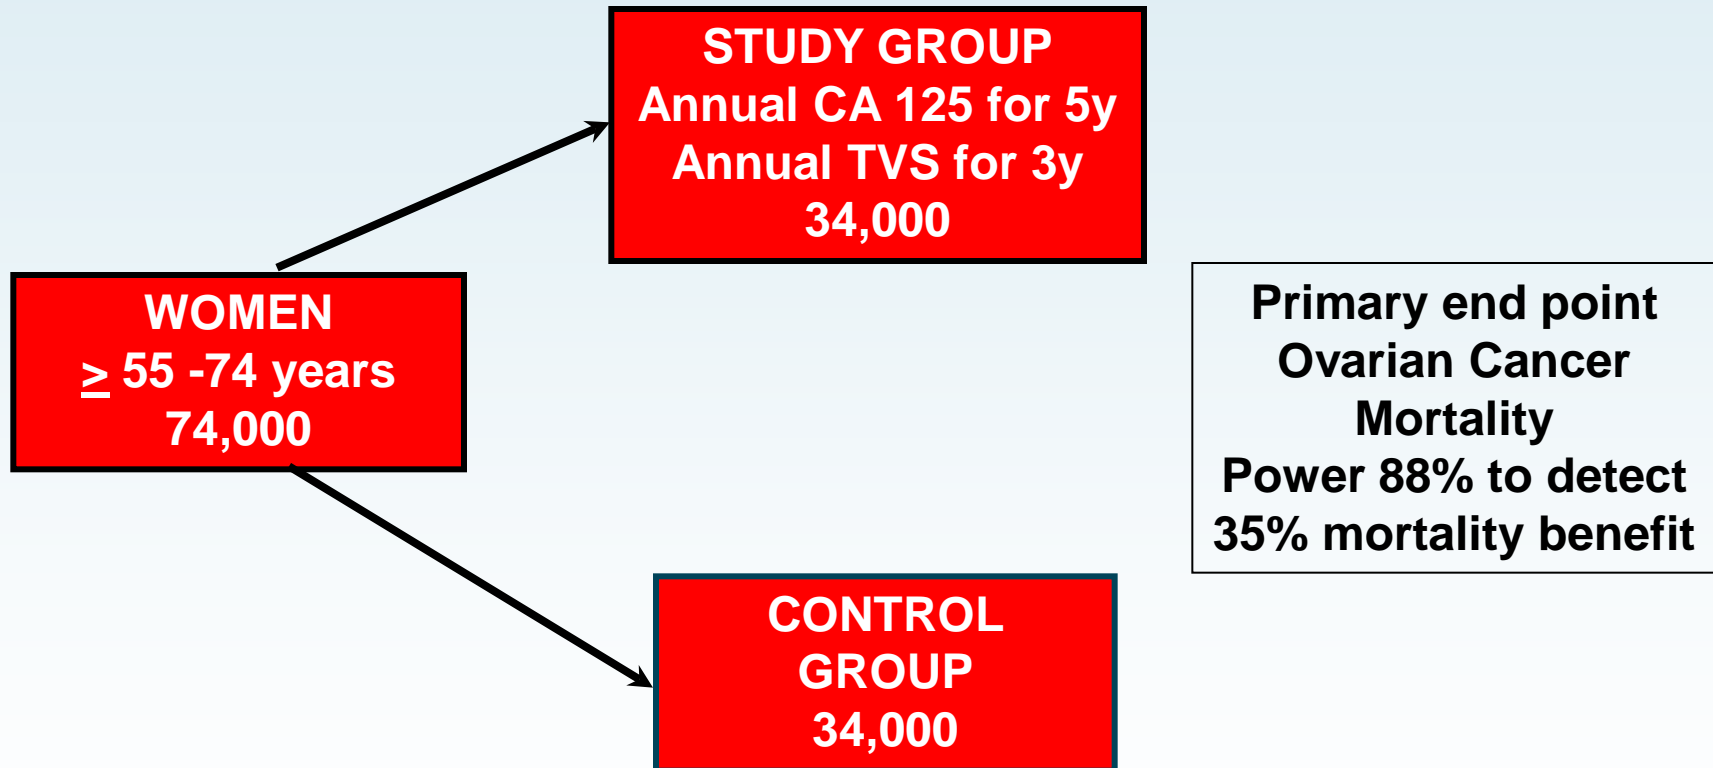 STUDY GROUP
Annual CA 125 for 5y
Annual TVS for 3y
34,000
WOMEN
≥ 55 -74 years
74,000
Primary end point
Ovarian Cancer
Mortality
Power 88% to detect
35% mortality benefit
CONTROL
GROUP
34,000